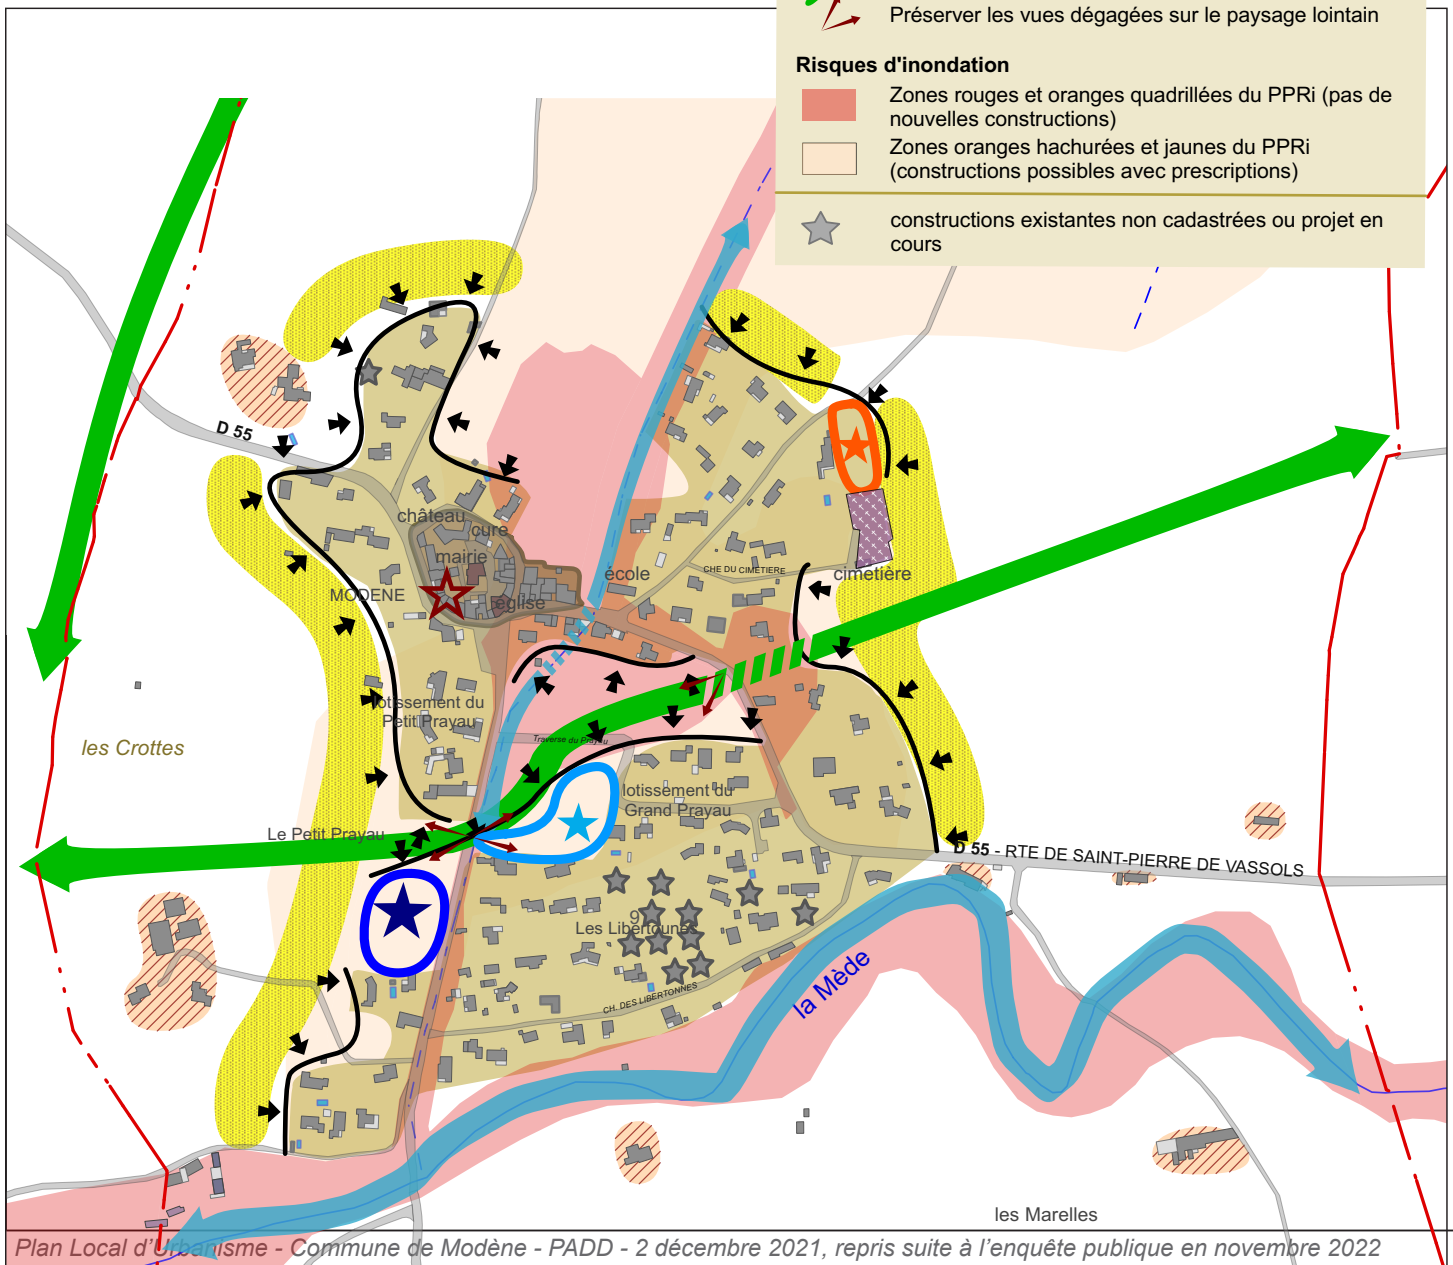 Préserver les vues dégagées sur le paysage lointain
Risques d'inondation
Zones rouges et oranges quadrillées du PPRi (pas de
nouvelles constructions)
Zones oranges hachurées et jaunes du PPRi
(constructions possibles avec prescriptions)
constructions existantes non cadastrées ou projet en
cours
D 55
château
cure
mairie
MODENE
église
école
CHE DU CIMETIERE
cimetière
lotissement du
Petit Prayau
les Crottes
Traverse du Prayau
lotissement du
Grand Prayau
Le Petit Prayau
D 55 - RTE DE SAINT-PIERRE DE VASSOLS
9
Les Libertounes
CH. DES LIBERTONNES
la Mède
les Marelles
Plan Local d'Urbanisme - Commune de Modène - PADD - 2 décembre 2021, repris suite à l'enquête publique en novembre 2022